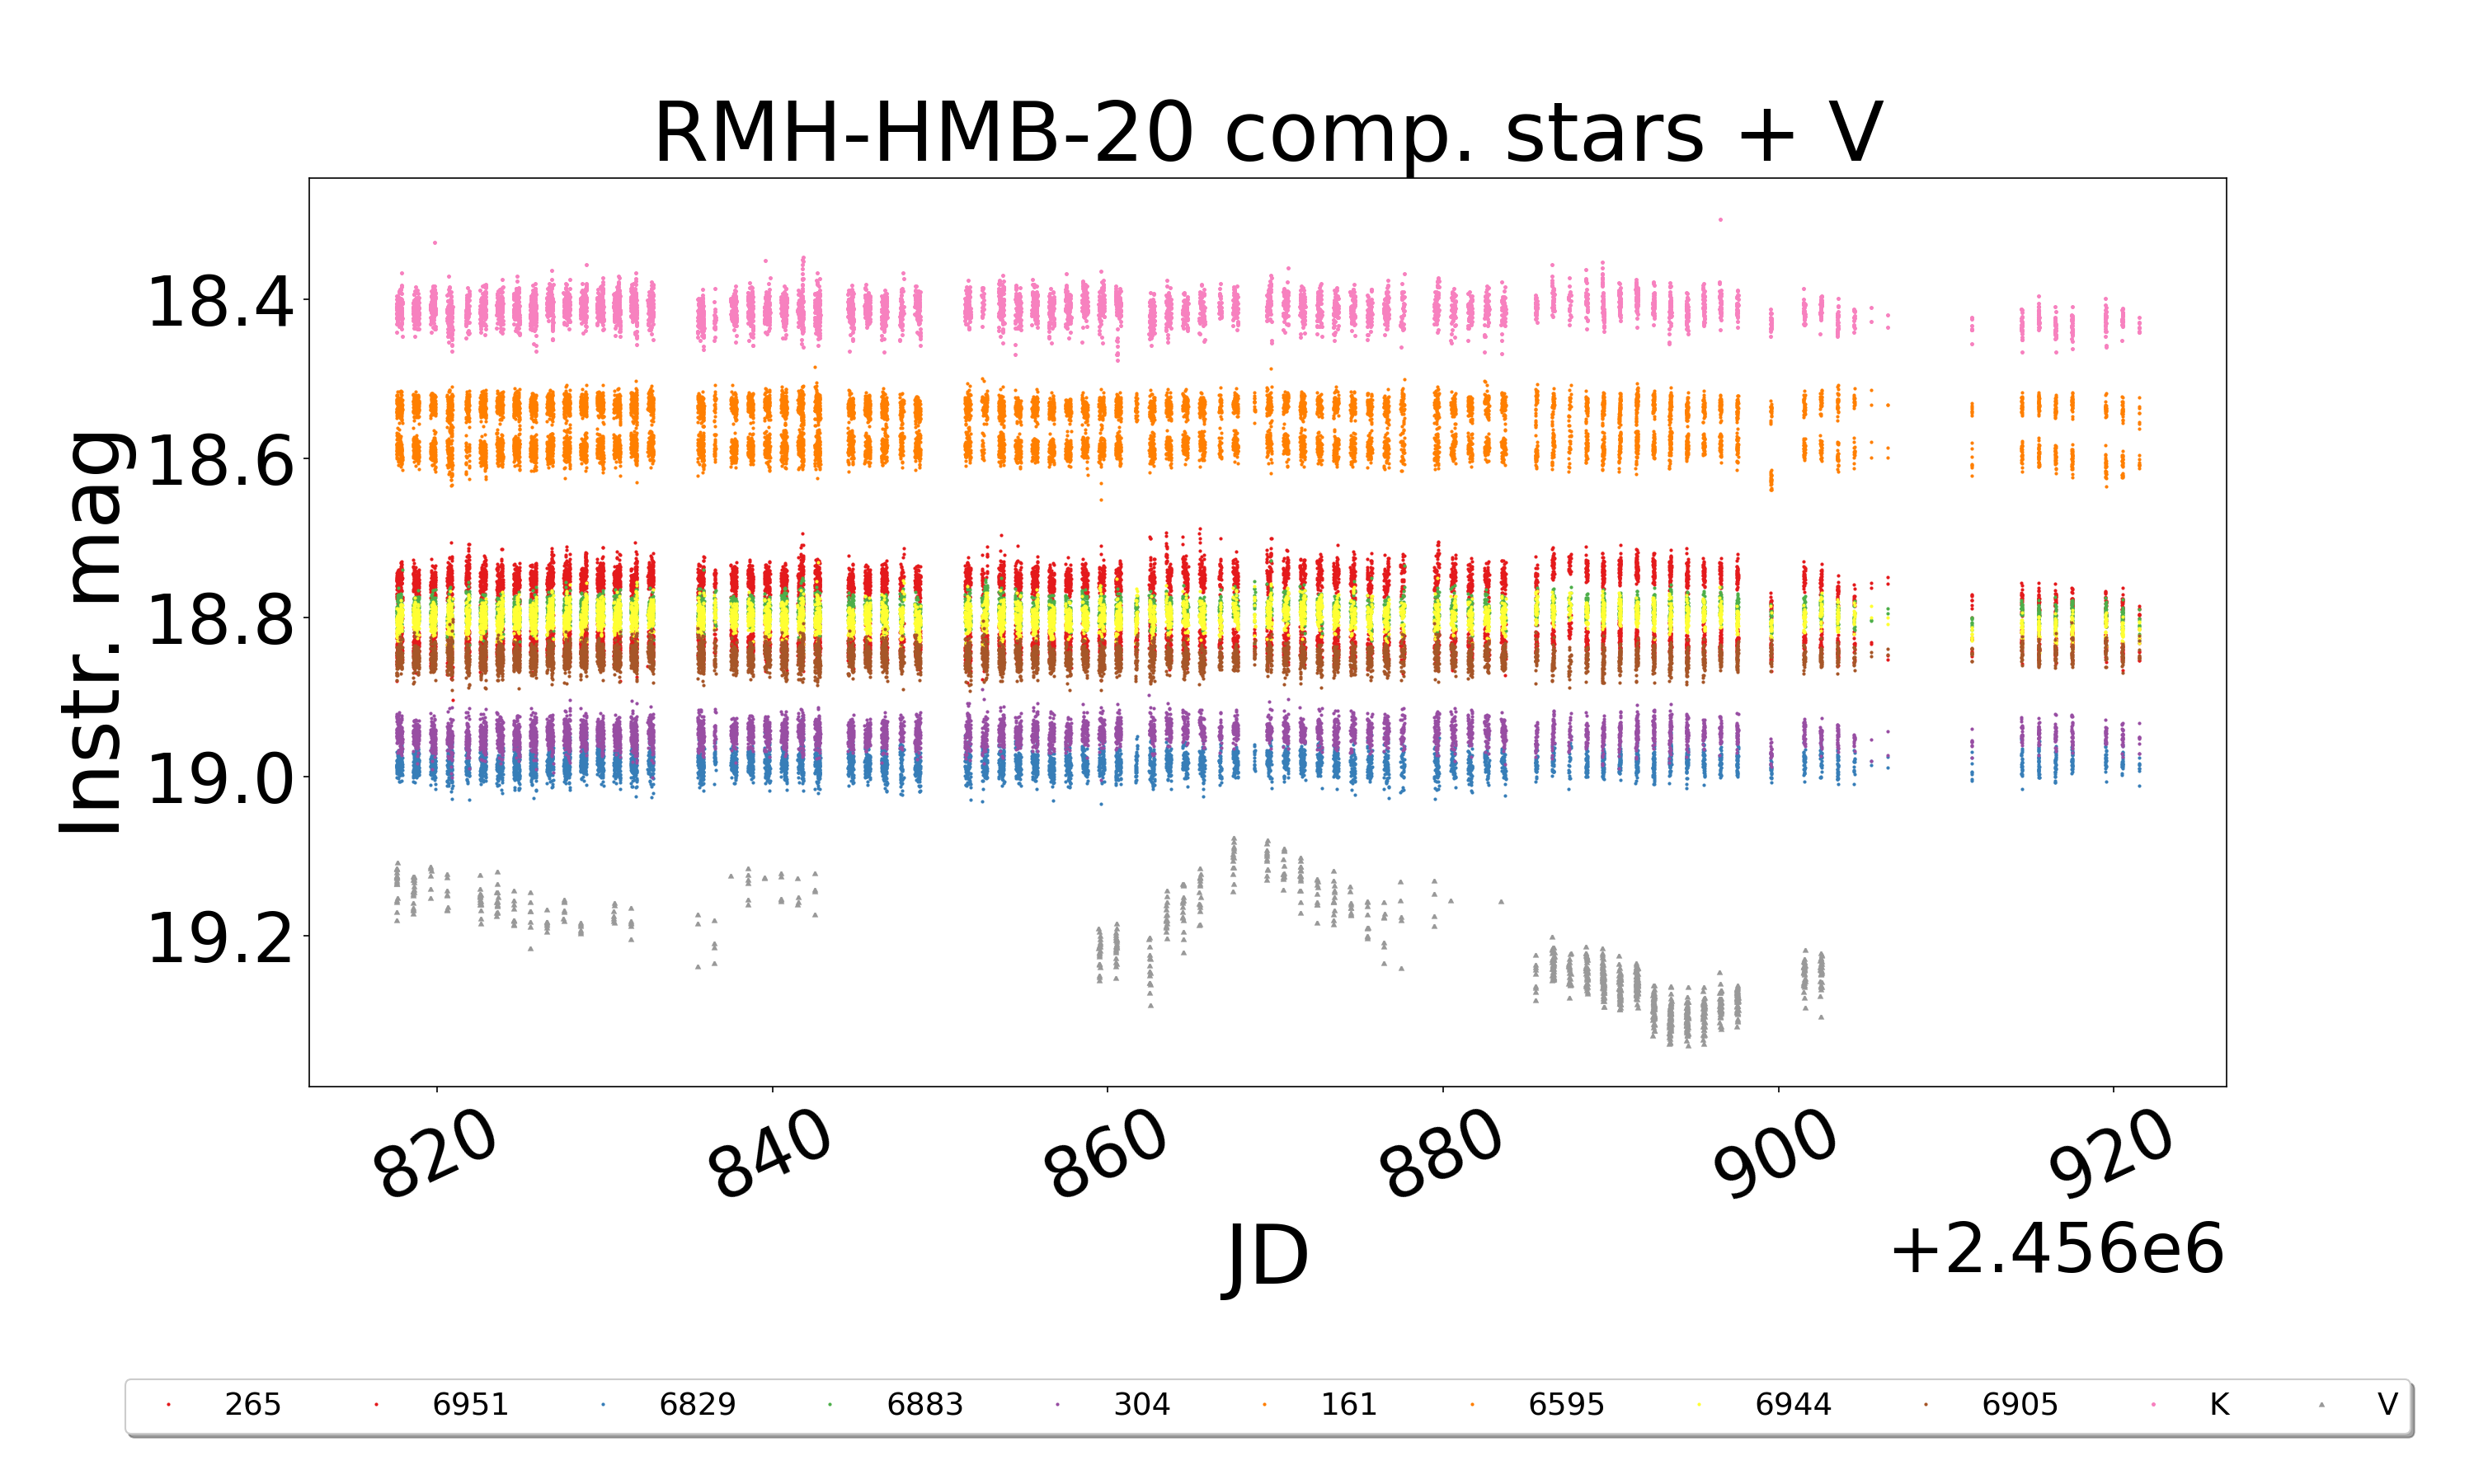 RMH-HMB-20 comp. stars + V
Instr. mag
18.4
18.6
18.8
19.0
19.2
820 840 860 880 900 920
JD
+2.456e6
265 6951 6829 6883 304 161 6595 6944 6905 K V